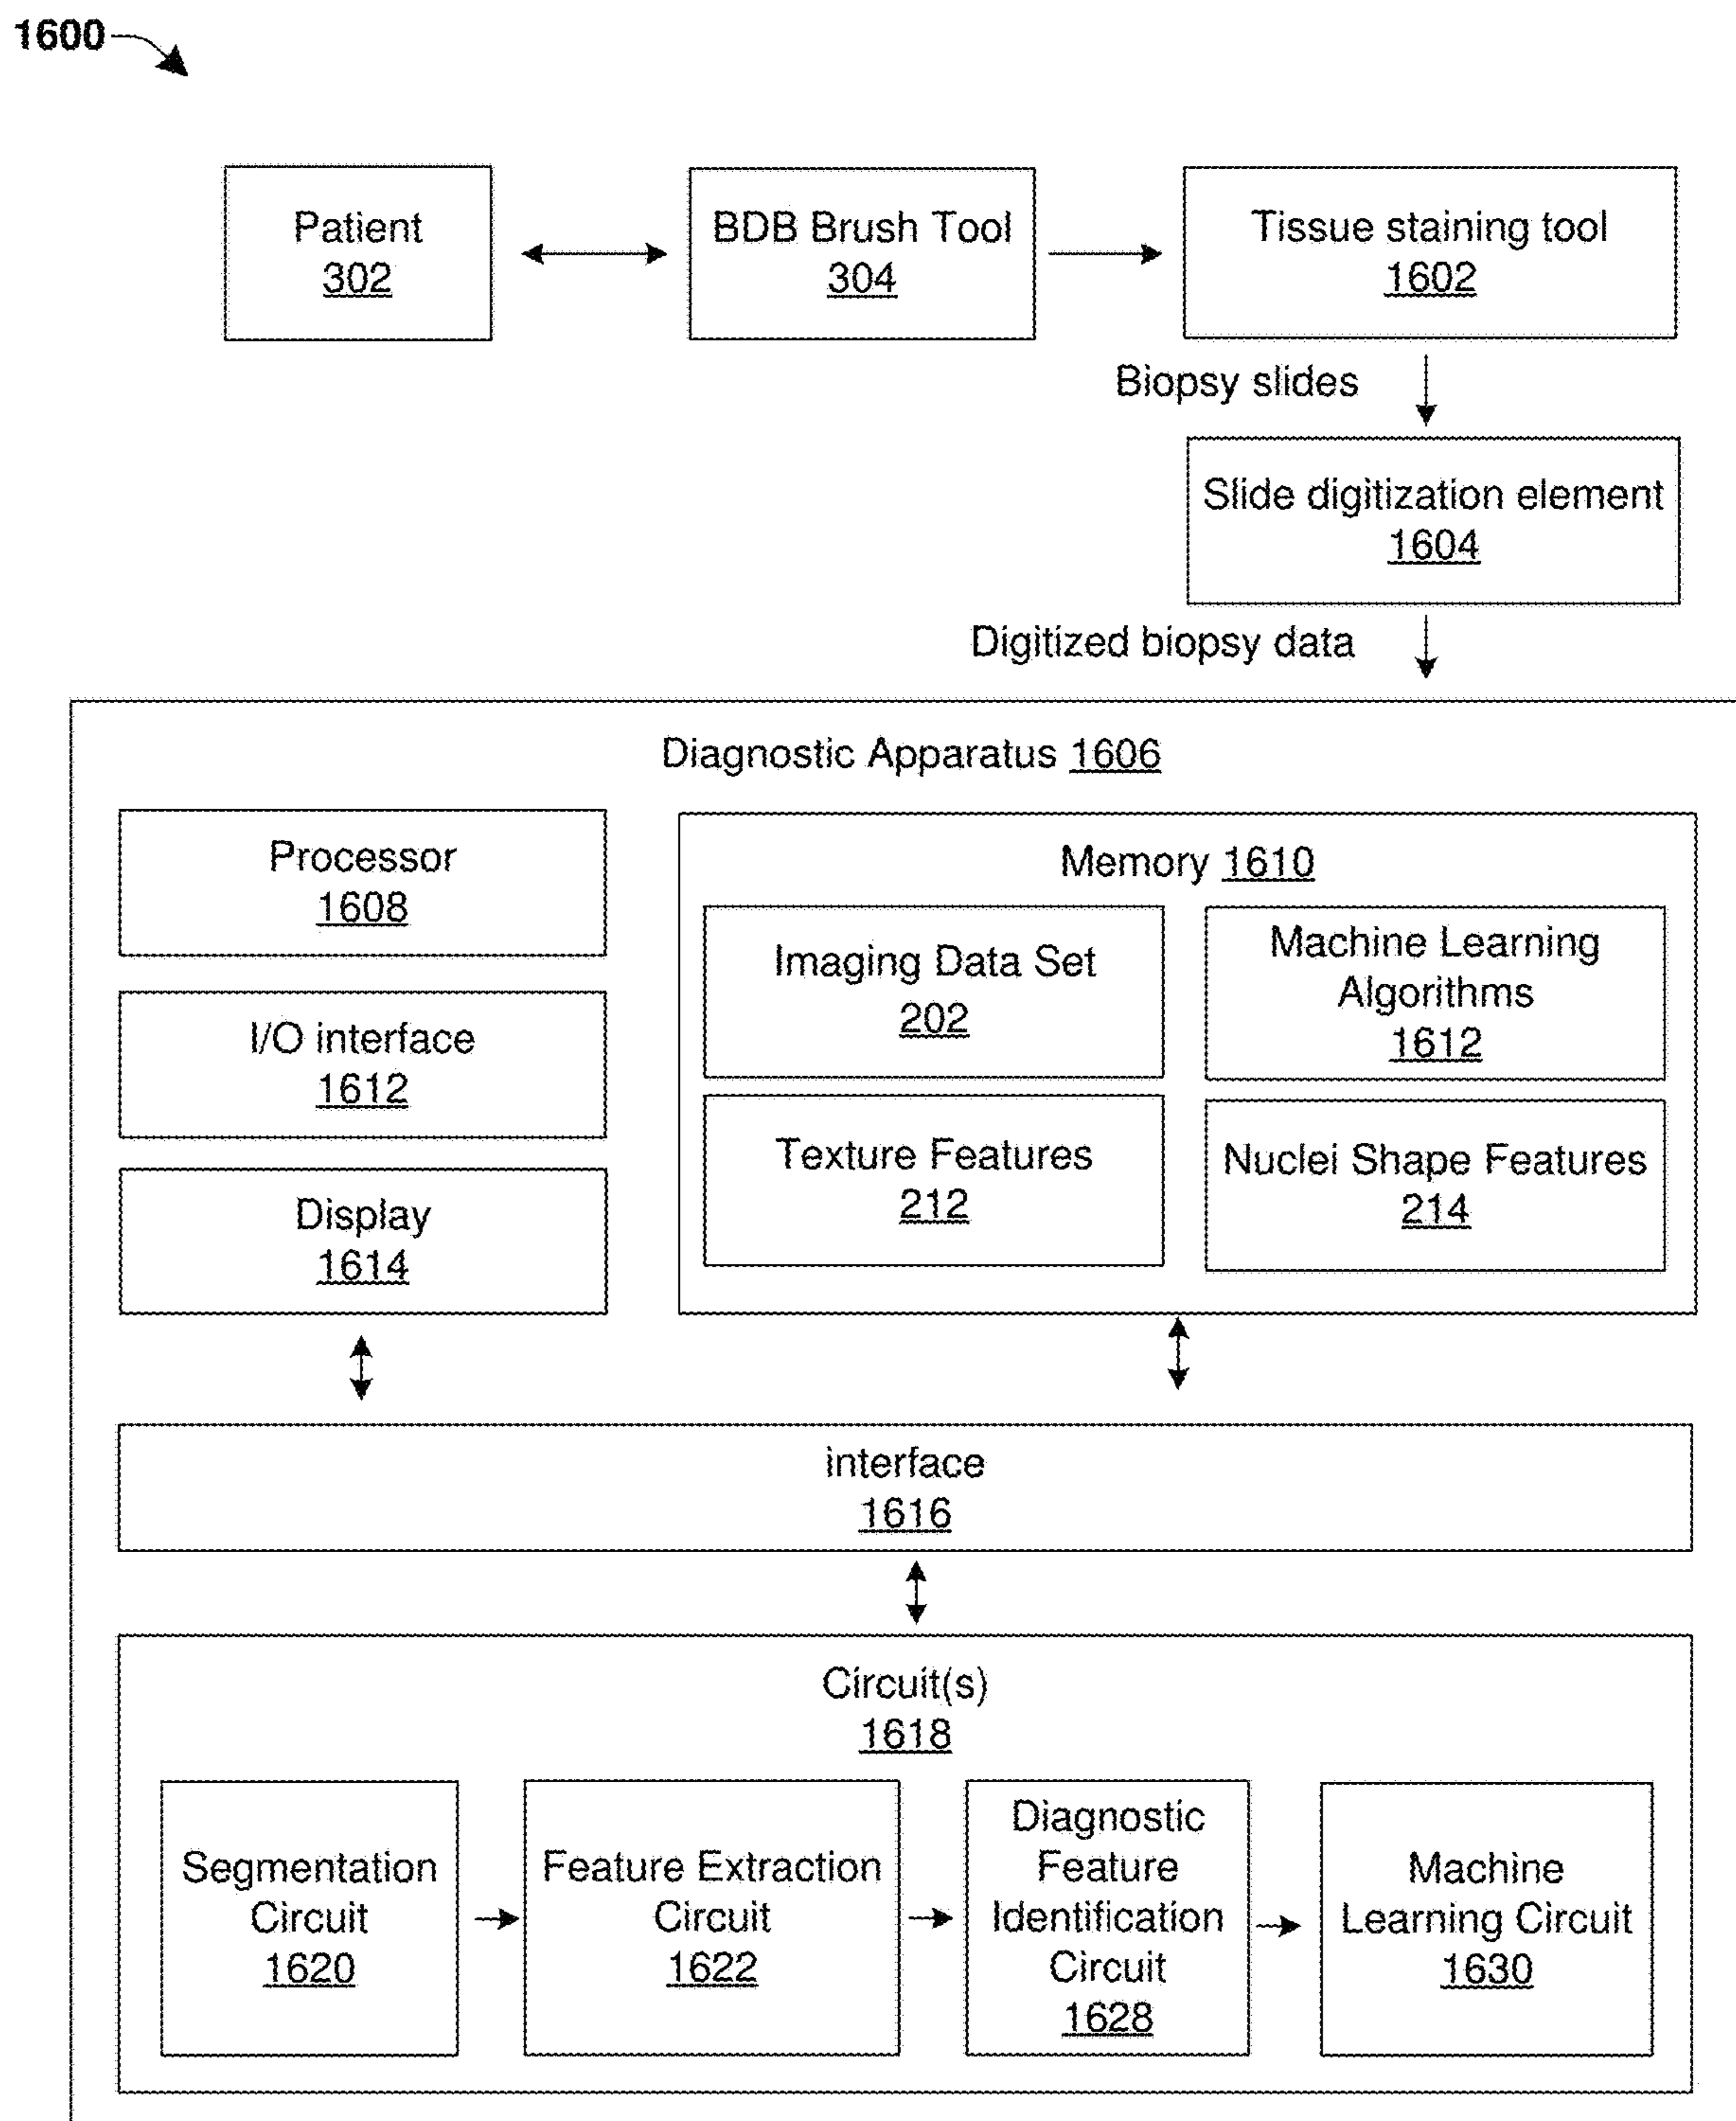 1600
Patient
302
BDB Brush Tool
304
Tissue staining tool
1602
Biopsy slides
Slide digitization element
1604
Digitized biopsy data
Diagnostic Apparatus 1606
Processor
1608
I/O interface
1612
Display
1614
Memory 1610
Imaging Data Set
202
Machine Learning
Algorithms
1612
Texture Features
212
Nuclei Shape Features
214
interface
1616
Circuit(s)
1618
Segmentation
Circuit
1620
Feature Extraction
Circuit
1622
Diagnostic
Feature
Identification
Circuit
1628
Machine
Learning Circuit
1630